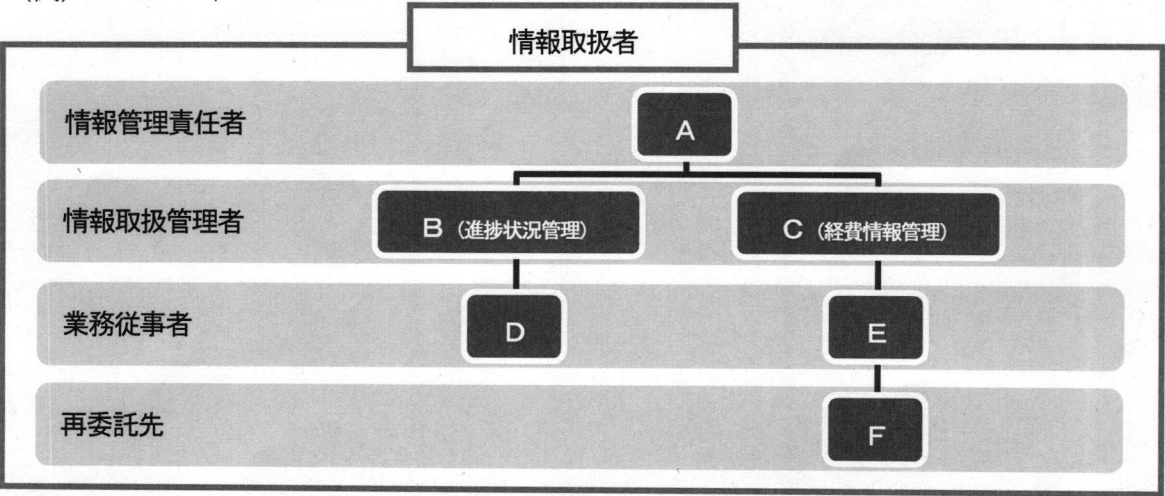 情報取扱者
情報管理責任者
A
情報取扱管理者
B（進捗状況管理）
C（経費情報管理）
業務従事者
D
E
再委託先
F